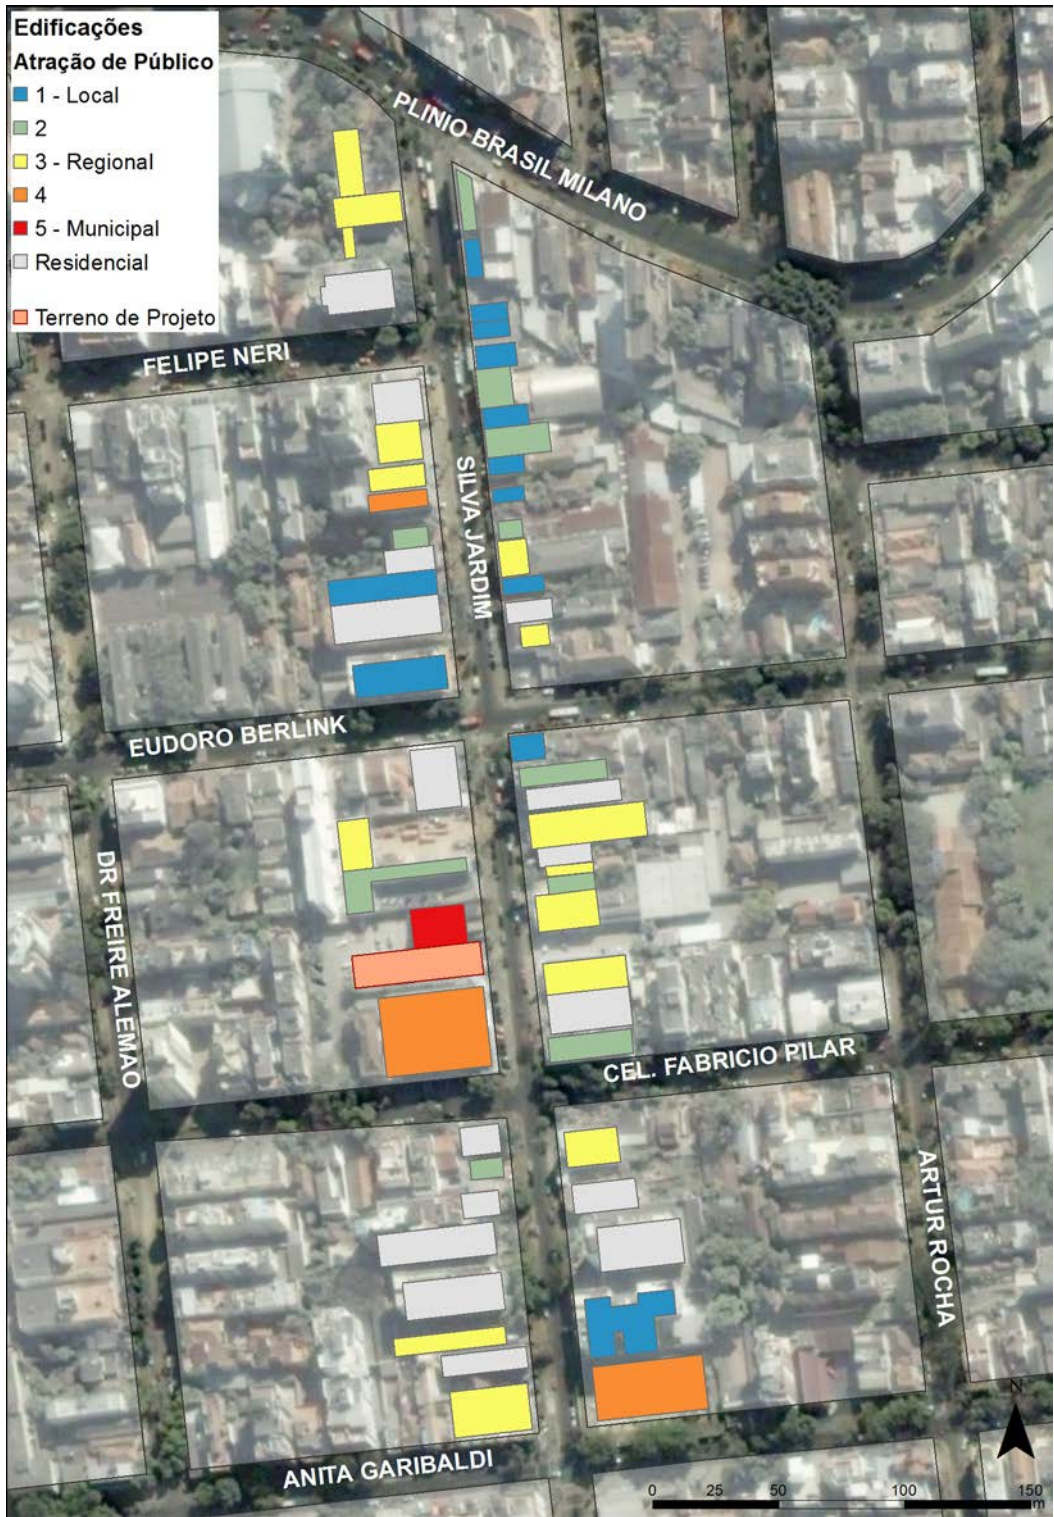 Edificações
Atração de Público
1 - Local
2
3 - Regional
4
5 - Municipal
Residencial
Terreno de Projeto
PLINIO BRASIL MILANO
FELIPE NERI
SILVA JARDIM
EUDORO BERLINK
DR FREIRE ALEMAO
CEL. FABRICIO PILAR
ARTUR ROCHA
ANITA GARIBALDI
N
0 25 50 100 150
m